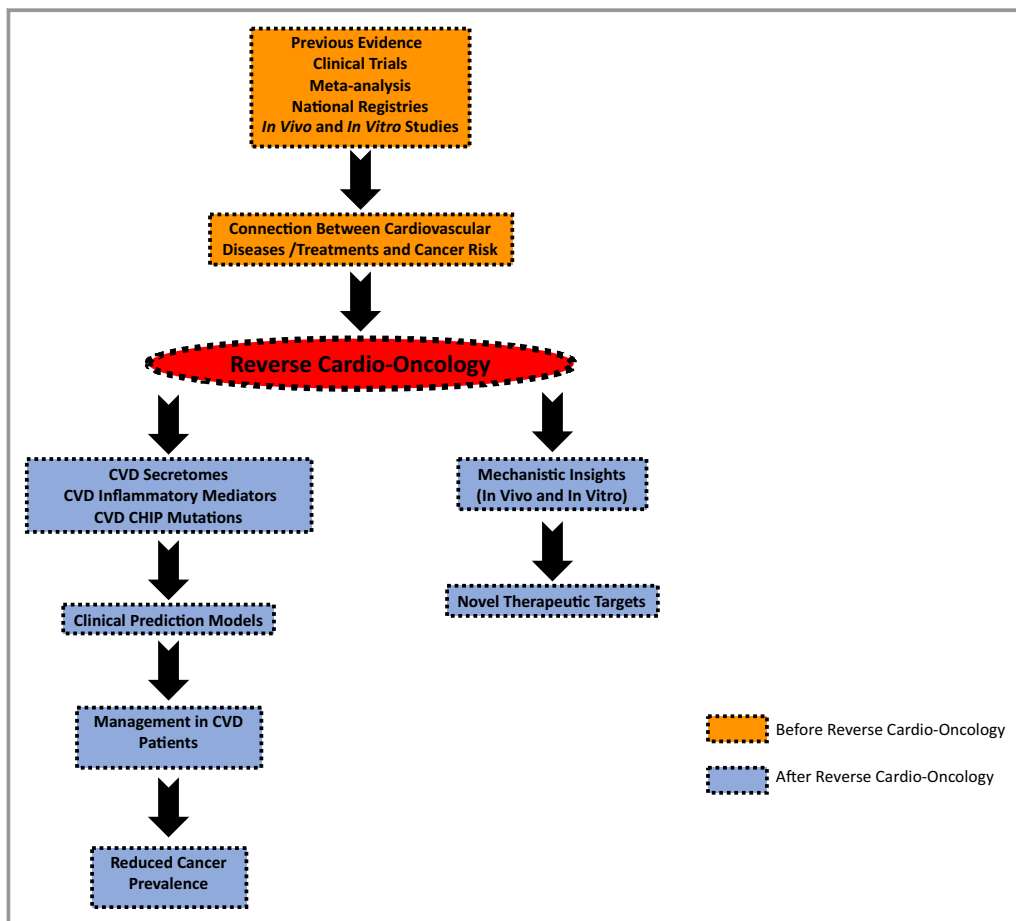 Previous Evidence
Clinical Trials
Meta-analysis
National Registries
In Vivo and In Vitro Studies
Connection Between Cardiovascular
Diseases /Treatments and Cancer Risk
Reverse Cardio-Oncology
CVD Secretomes
CVD Inflammatory Mediators
CVD CHIP Mutations
Mechanistic Insights
(In Vivo and In Vitro)
Clinical Prediction Models
Novel Therapeutic Targets
Management in CVD
Patients
Reduced Cancer
Prevalence
Before Reverse Cardio-Oncology
After Reverse Cardio-Oncology